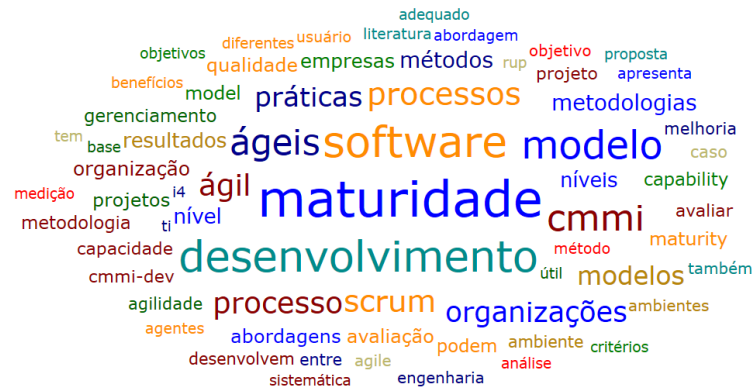 adequado
diferentes usuário literatura abordagem
objetivos qualidade empresas métodos rup objetivo proposta
benefícios model práticas processos projeto apresenta
gerenciamento metodologias
tem base resultados ágeis software modelo melhoria
organização ágil maturidade níveis capability caso
medição projetos i4 nível cmmi avaliar
metodologia ti maturity
capacidade desenvolvimento método também
cmmi-dev útil modelos
agilidade processo scrum organizações ambientes
agentes abordagens avaliação podem ambiente critérios
desenvolvem entre agile análise
sistemática engenharia